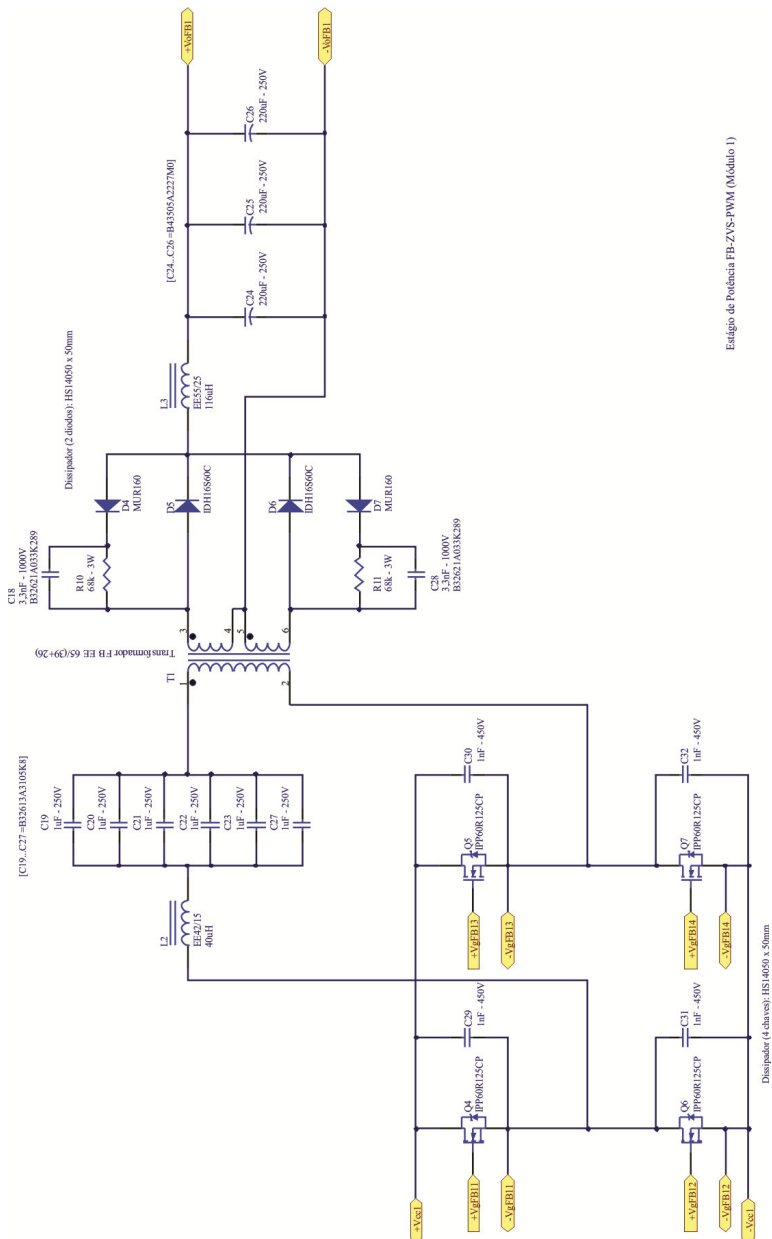 +VoFB1
-VoFB1
C26
220uF - 250V
C25
220uF - 250V
C24
220uF - 250V
[C24..C26 =B43505A2227M0]
Dissipador (2 diodos): HS14050 x 50mm
L3
EE55/25
116uH
D4
MUR160
D5
IDH16S60C
D6
IDH16S60C
D7
MUR160
C18
3,3nF - 1000V
B32621A033K289
R10
68k - 3W
R11
68k - 3W
C28
3,3nF - 1000V
B32621A033K289
3
4
5
6
Transformador FB EE 65/(39+26)
T1
1
2
[C19..C27 =B32613A3105K8]
C19
1uF - 250V
C20
1uF - 250V
C21
1uF - 250V
C22
1uF - 250V
C23
1uF - 250V
C27
1uF - 250V
L2
EE42/15
40uH
C30
1nF - 450V
Q5
IPP60R125CP
+VgFB13
-VgFB13
C32
1nF - 450V
Q7
IPP60R125CP
+VgFB14
-VgFB14
C29
1nF - 450V
Q4
IPP60R125CP
+VgFB11
-VgFB11
C31
1nF - 450V
Q6
IPP60R125CP
+VgFB12
-VgFB12
+Vcc1
-Vcc1
Dissipador (4 chaves): HS14050 x 50mm
Estágio de Potência FB-ZVS-PWM (Módulo 1)